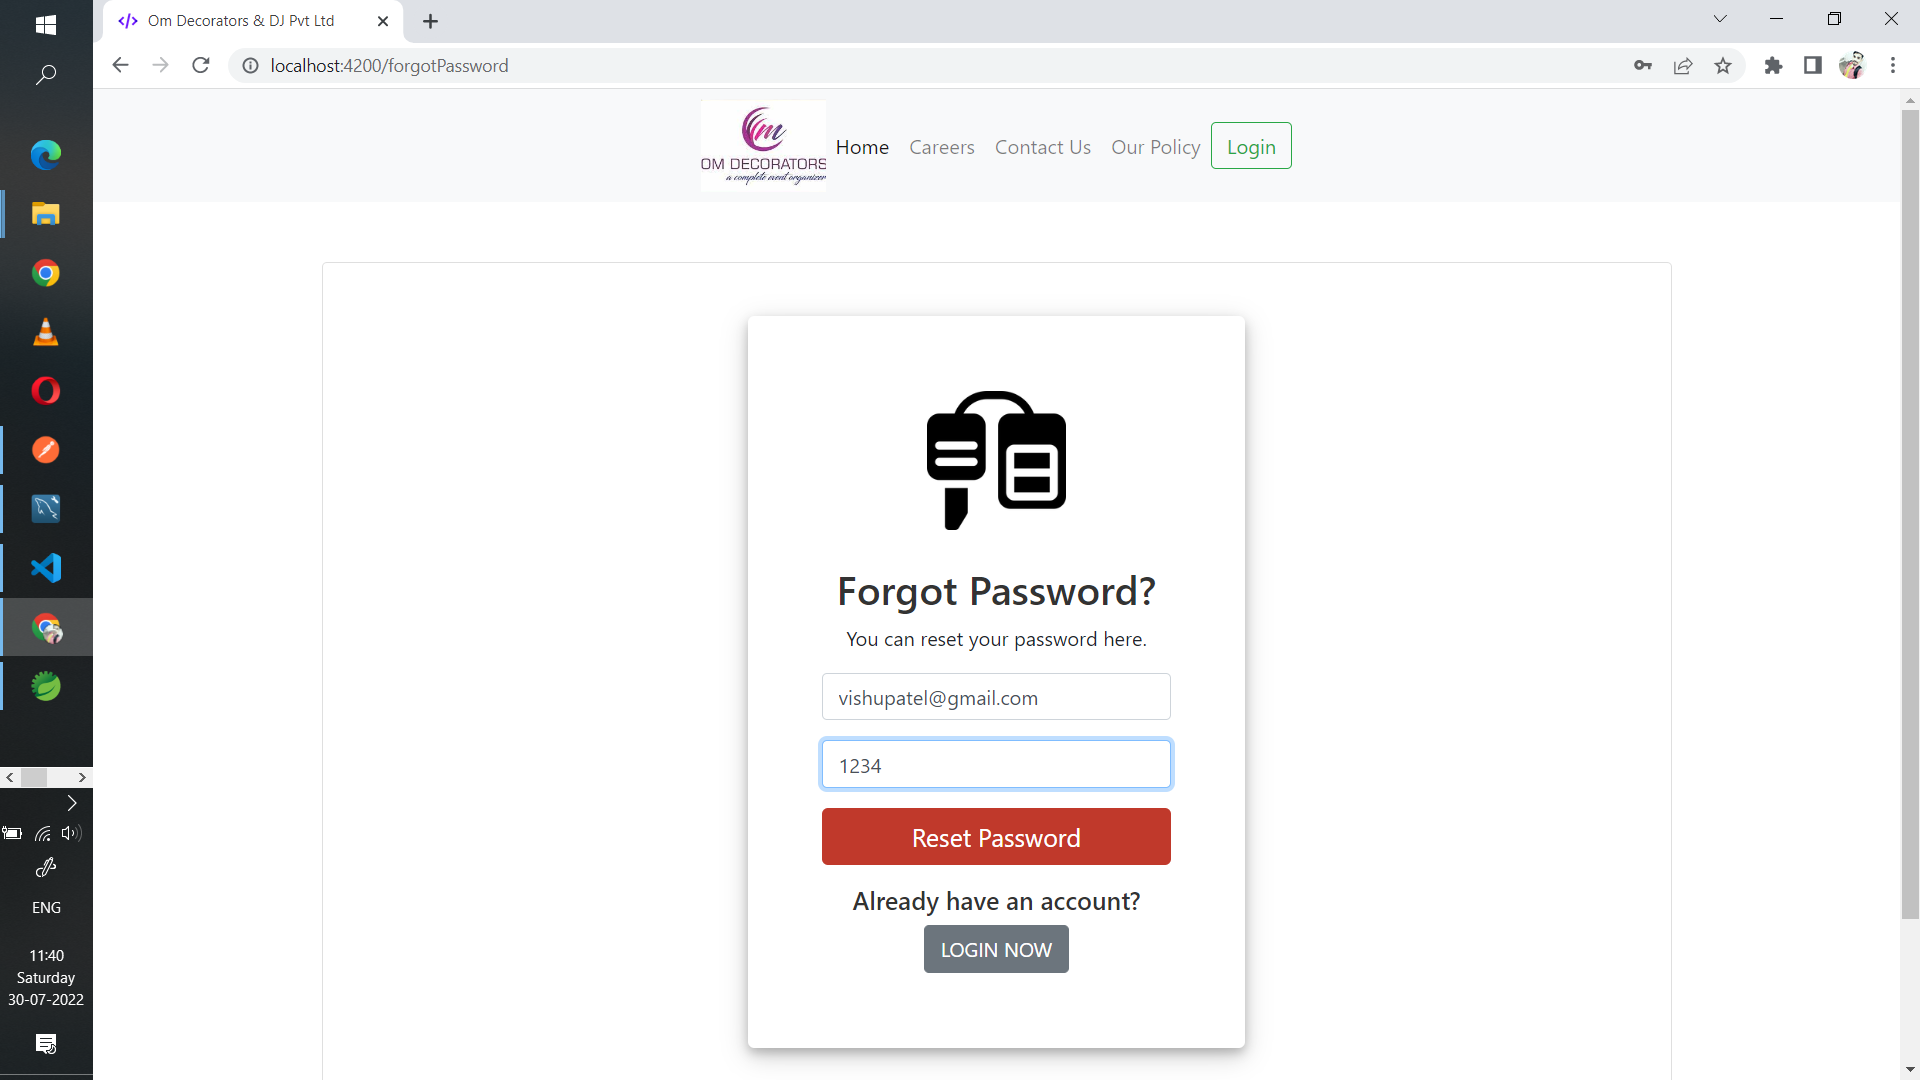 Om Decorators & DJ Pvt Ltd
localhost:4200/forgotPassword
m
OM DECORATORS
a complete event organizer
Home Careers Contact Us Our Policy Login
Forgot Password?
You can reset your password here.
vishupatel@gmail.com
1234
Reset Password
Already have an account?
LOGIN NOW
ENG
11:40
Saturday
30-07-2022